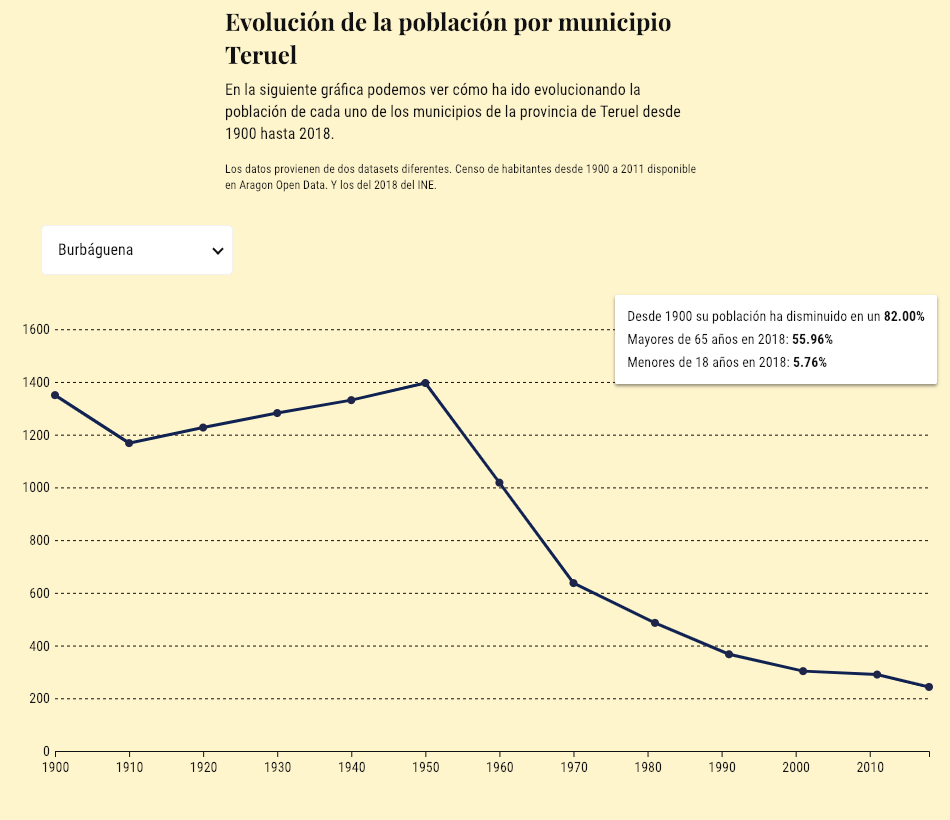 Evolución de la población por municipio
Teruel
En la siguiente gráfica podemos ver cómo ha ido evolucionando la
población de cada uno de los municipios de la provincia de Teruel desde
1900 hasta 2018.
Los datos provienen de dos datasets diferentes. Censo de habitantes desde 1900 a 2011 disponible
en Aragon Open Data. Y los del 2018 del INE.
Burbáguena
Desde 1900 su población ha disminuido en un 82.00%
Mayores de 65 años en 2018: 55.96%
Menores de 18 años en 2018: 5.76%
1600
1400
1200
1000
800
600
400
200
0
1900 1910 1920 1930 1940 1950 1960 1970 1980 1990 2000 2010